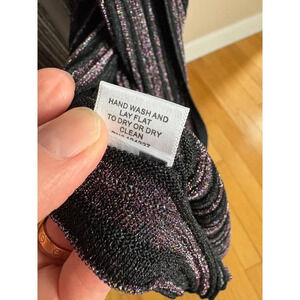 HAND WASH AND
LAY FLAT
TO DRY OR DRY
CLEAN